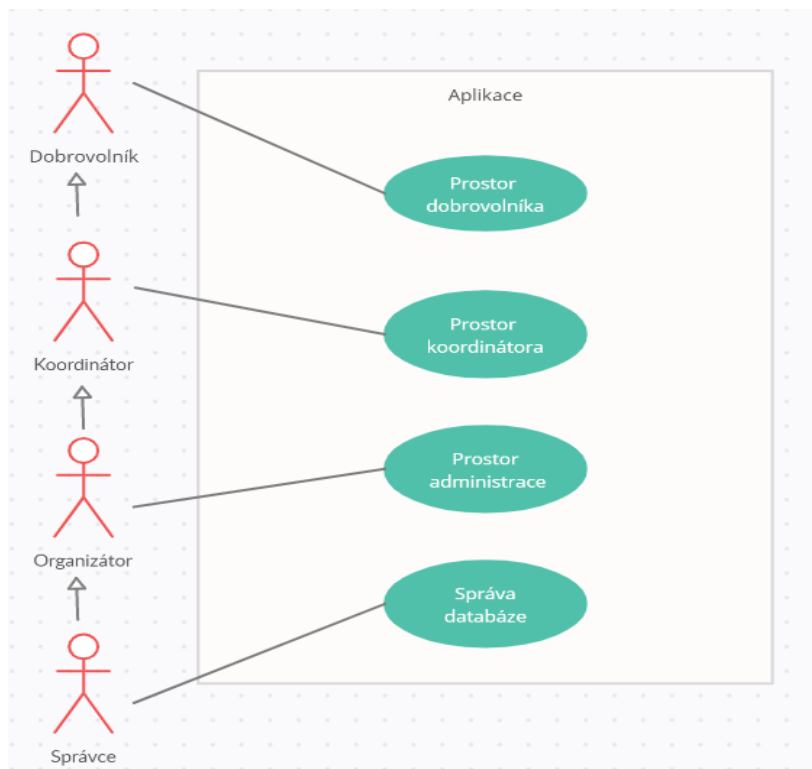 Aplikace
Dobrovolník
Prostor
dobrovolníka
Koordinátor
Prostor
koordinátora
Organizátor
Prostor
administrace
Správce
Správa
databáze